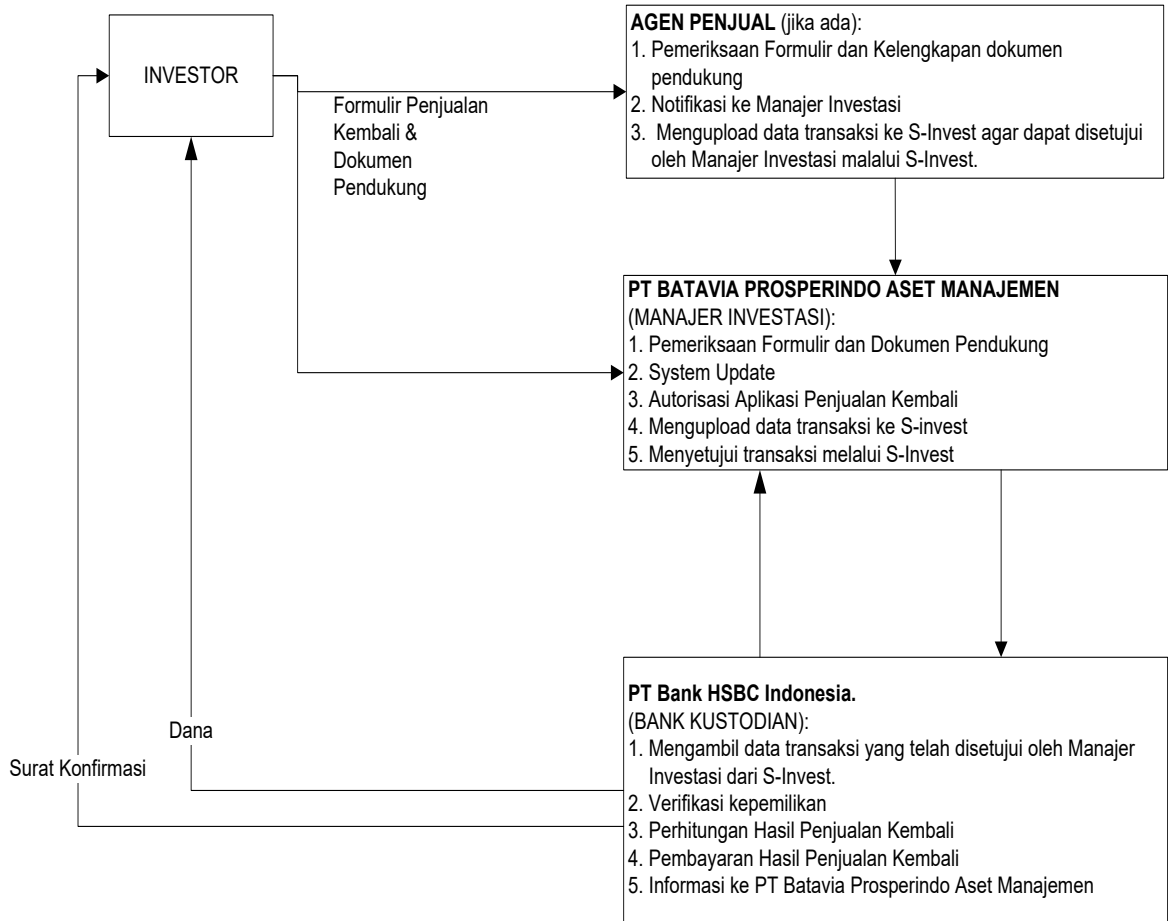 INVESTOR
Formulir Penjualan
Kembali &
Dokumen
Pendukung
AGEN PENJUAL (jika ada):
1. Pemeriksaan Formulir dan Kelengkapan dokumen
pendukung
2. Notifikasi ke Manajer Investasi
3. Mengupload data transaksi ke S-Invest agar dapat disetujui
oleh Manajer Investasi malalui S-Invest.
PT BATAVIA PROSPERINDO ASET MANAJEMEN
(MANAJER INVESTASI):
1. Pemeriksaan Formulir dan Dokumen Pendukung
2. System Update
3. Autorisasi Aplikasi Penjualan Kembali
4. Mengupload data transaksi ke S-invest
5. Menyetujui transaksi melalui S-Invest
PT Bank HSBC Indonesia.
(BANK KUSTODIAN):
1. Mengambil data transaksi yang telah disetujui oleh Manajer
Investasi dari S-Invest.
2. Verifikasi kepemilikan
3. Perhitungan Hasil Penjualan Kembali
4. Pembayaran Hasil Penjualan Kembali
5. Informasi ke PT Batavia Prosperindo Aset Manajemen
Dana
Surat Konfirmasi